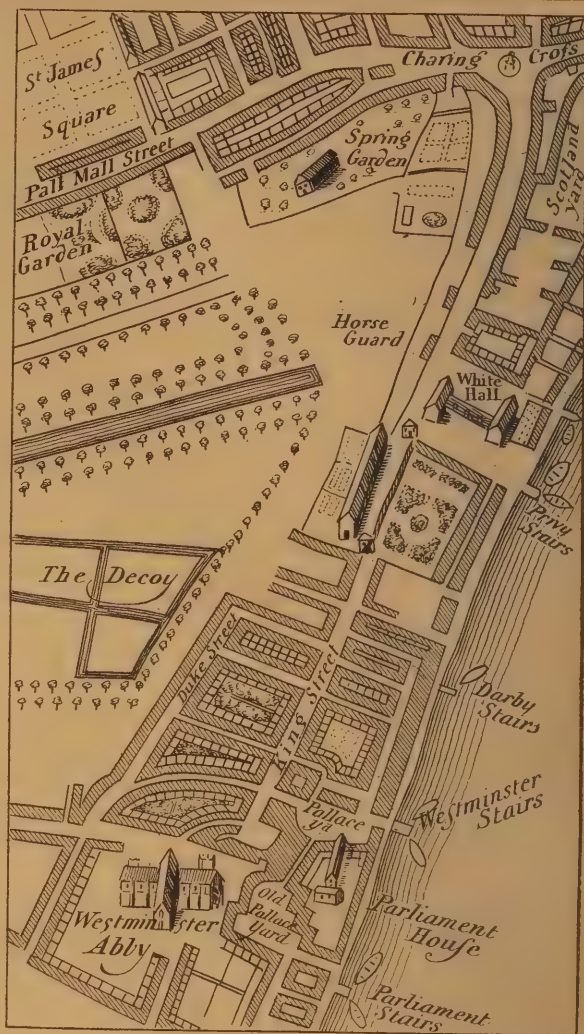 St James
Square
Charing Cross
Scotland
Yard
Spring
Garden
Pall Mall Street
Royal
Garden
Horse
Guard
White
Hall
Privy
Stairs
The Decoy
Duke Street
King Street
Darby
Stairs
Westminster
Stairs
Pallace
yd
Old
Pallace
Yard
Westminster
Abby
Parliament
House
Parliament
Stairs